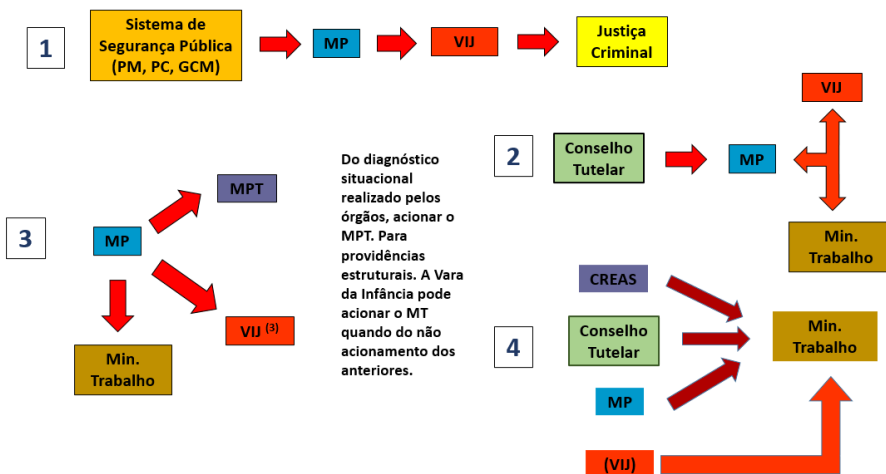 1
Sistema de
Segurança Pública
(PM, PC, GCM)
MP
VIJ
Justiça
Criminal
2
Conselho
Tutelar
MP
VIJ
Min.
Trabalho
3
MP
MPT
VIJ (3)
Min.
Trabalho
Do diagnóstico
situacional
realizado pelos
órgãos, acionar o
MPT. Para
providências
estruturais. A Vara
da Infância pode
acionar o MT
quando do não
acionamento dos
anteriores.
4
CREAS
Conselho
Tutelar
MP
(VIJ)
Min.
Trabalho